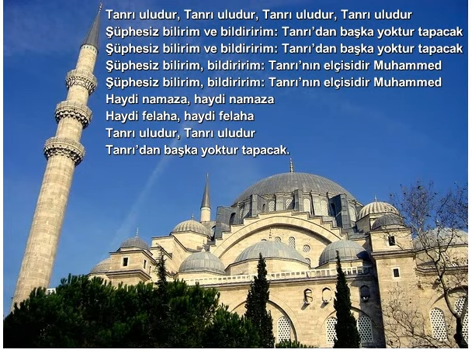 Tanrı uludur, Tanrı uludur, Tanrı uludur, Tanrı uludur
Şüphesiz bilirim ve bildiririm: Tanrı'dan başka yoktur tapacak
Şüphesiz bilirim ve bildiririm: Tanrı'dan başka yoktur tapacak
Şüphesiz bilirim, bildiririm: Tanrı'nın elçisidir Muhammed
Şüphesiz bilirim, bildiririm: Tanrı'nın elçisidir Muhammed
Haydi namaza, haydi namaza
Haydi felaha, haydi felaha
Tanrı uludur, Tanrı uludur
Tanrı'dan başka yoktur tapacak.